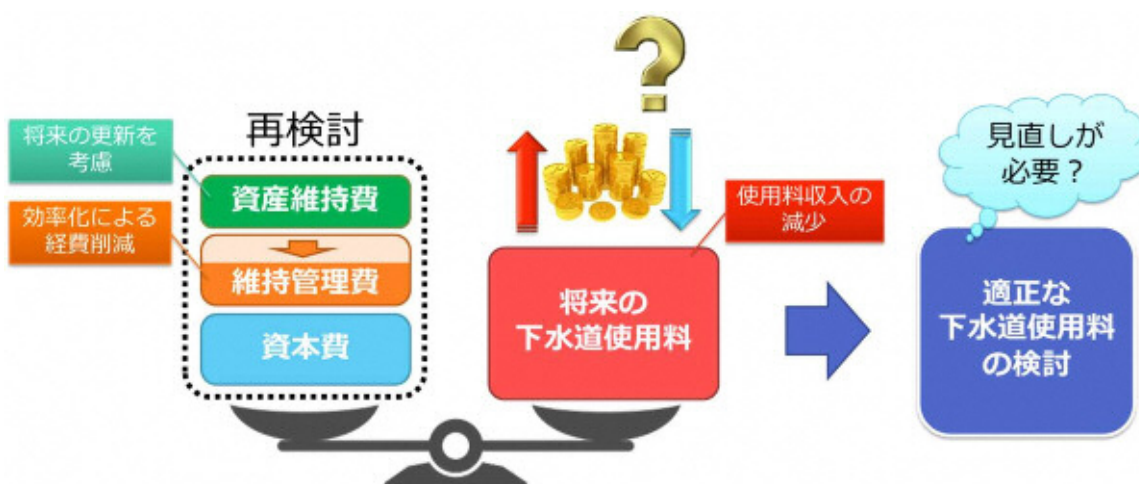 再検討
将来の更新を
考慮
資産維持費
効率化による
経費削減
維持管理費
資本費
?
使用料収入の
減少
将来の
下水道使用料
見直しが
必要？
適正な
下水道使用料
の検討